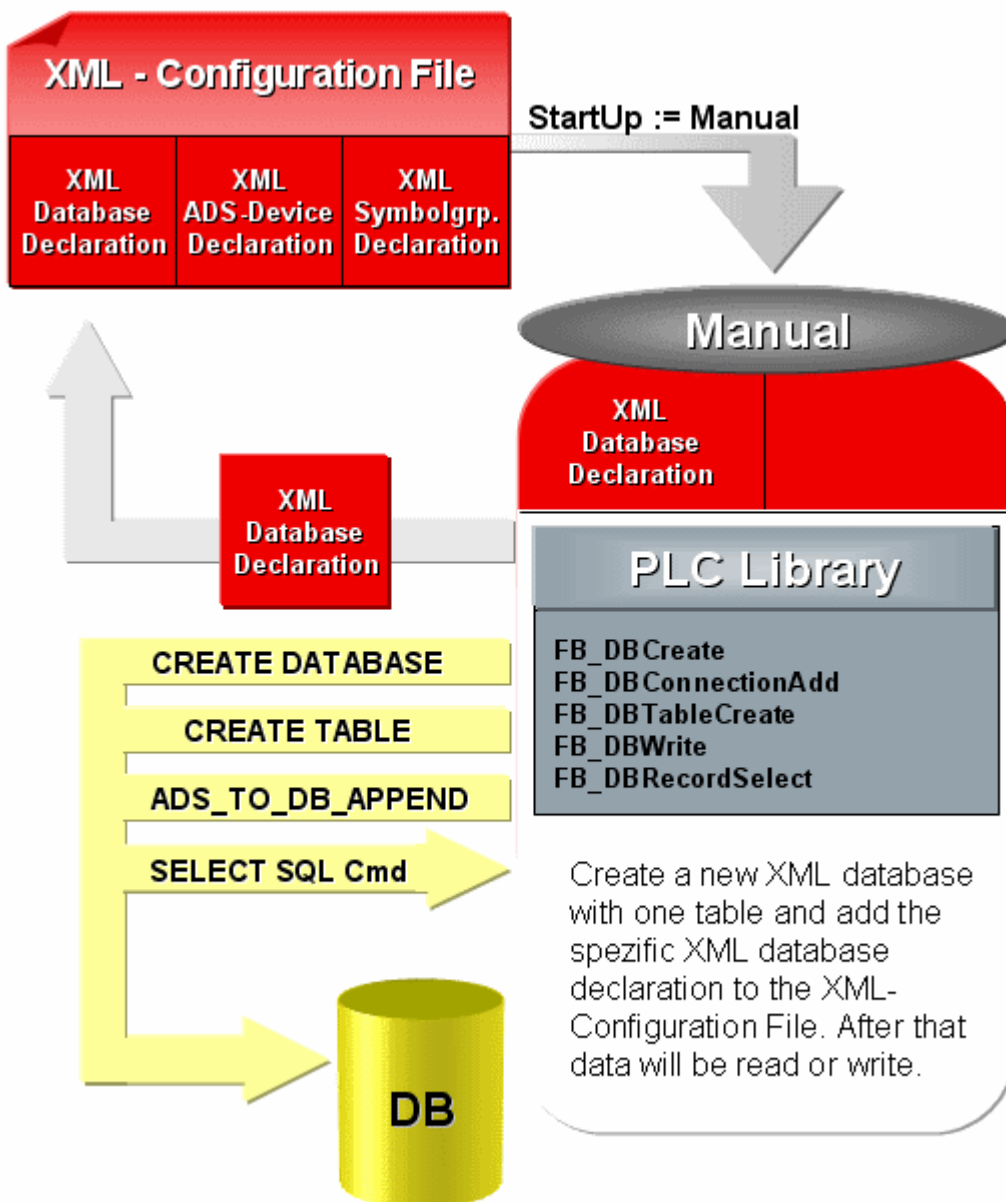 XML - Configuration File
StartUp := Manual
XML
Database
Declaration
XML
ADS-Device
Declaration
XML
Symbolgrp.
Declaration
Manual
XML
Database
Declaration
XML
Database
Declaration
PLC Library
FB_DBCreate
FB_DBConnectionAdd
FB_DBTableCreate
FB_DBWrite
FB_DBRecordSelect
CREATE DATABASE
CREATE TABLE
ADS_TO_DB_APPEND
SELECT SQL Cmd
Create a new XML database
with one table and add the
spezific XML database
declaration to the XML-
Configuration File. After that
data will be read or write.
DB